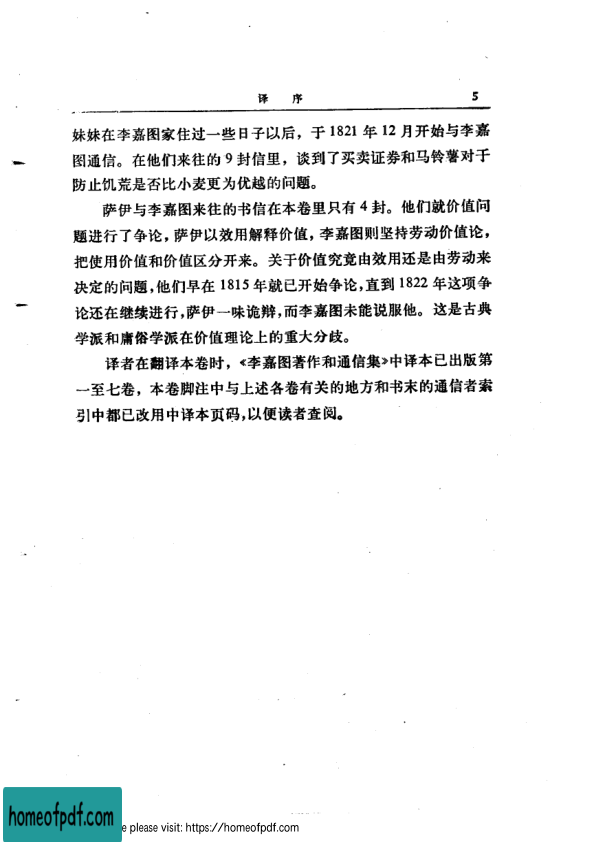 译 序 5
妹妹在李嘉图家住过一些日子以后，于 1821 年 12 月开始与李嘉
图通信。在他们来往的 9 封信里，谈到了买卖证券和马铃薯对于
防止饥荒是否比小麦更为优越的问题。
萨伊与李嘉图来往的书信在本卷里只有 4 封。他们就价值问
题进行了争论，萨伊以效用解释价值，李嘉图则坚持劳动价值论，
把使用价值和价值区分开来。关于价值究竟由效用还是由劳动来
决定的问题，他们早在 1815 年就已开始争论，直到 1822 年这项争
论还在继续进行，萨伊一味诡辩，而李嘉图未能说服他。这是古典
学派和庸俗学派在价值理论上的重大分歧。
译者在翻译本卷时，《李嘉图著作和通信集》中译本已出版第
一至七卷，本卷脚注中与上述各卷有关的地方和书末的通信者索
引中都已改用中译本页码，以便读者查阅。
homeofpdf.com
e please visit: https://homeofpdf.com